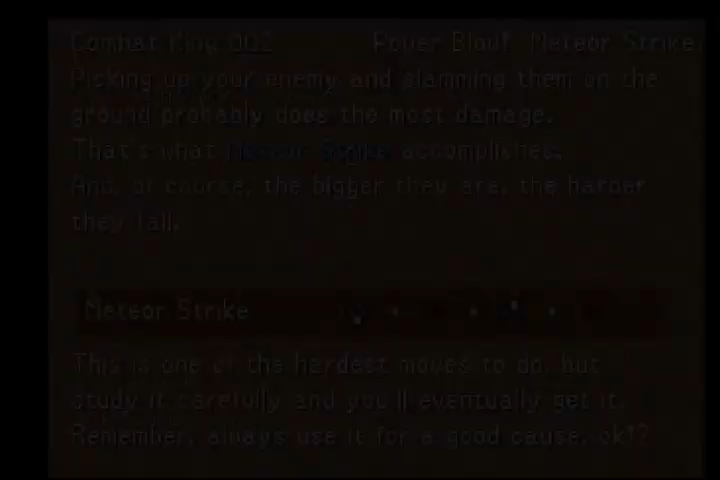 Combat King 002 Power Blow! Meteor Strike
Picking up your enemy and slamming them on the
ground probably does the most damage.
That's what Meteor Strike accomplishes.
And, of course, the bigger they are, the harder
they fall.
Meteor Strike
This is one of the hardest moves to do, but
study it carefully and you'll eventually get it.
Remember, always use it for a good cause, ok!?